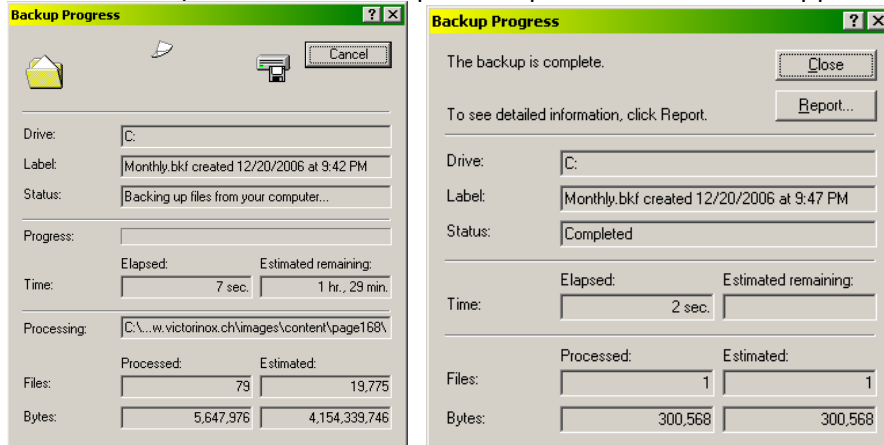 Backup Progress
Cancel
Drive: C:
Label: Monthly.bkf created 12/20/2006 at 9:42 PM
Status: Backing up files from your computer...
Progress:
Elapsed: Estimated remaining:
Time: 7 sec. 1 hr., 29 min.
Processing: C:\...w.victorinox.ch\images\content\page168\
Processed: Estimated:
Files: 79 19,775
Bytes: 5,647,976 4,154,339,746
Backup Progress
The backup is complete.
Close
To see detailed information, click Report.
Report...
Drive: C:
Label: Monthly.bkf created 12/20/2006 at 9:47 PM
Status: Completed
Elapsed: Estimated remaining:
Time: 2 sec.
Processed: Estimated:
Files: 1 1
Bytes: 300,568 300,568